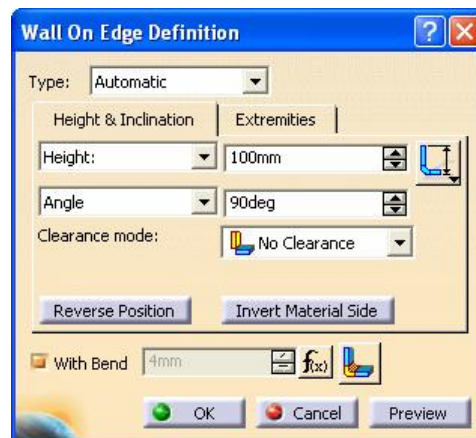 Wall On Edge Definition
Type: Automatic
Height & Inclination Extremities
Height: 100mm
Angle 90deg
Clearance mode: No Clearance
Reverse Position Invert Material Side
With Bend 4mm f(x)
OK Cancel Preview